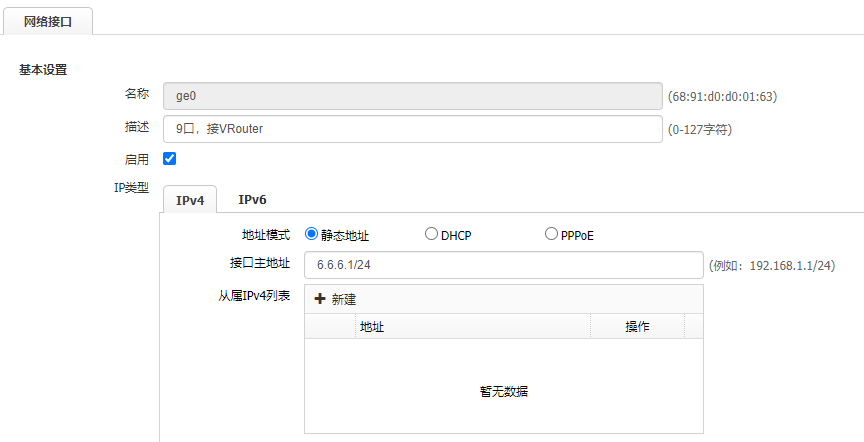 网络接口
基本设置
名称 ge0 (68:91:d0:d0:01:63)
描述 9口，接VRouter (0-127字符)
启用
IP类型 IPv4 IPv6
地址模式 静态地址 DHCP PPPoE
接口主地址 6.6.6.1/24 (例如：192.168.1.1/24)
从属IPv4列表 新建
地址 操作
暂无数据